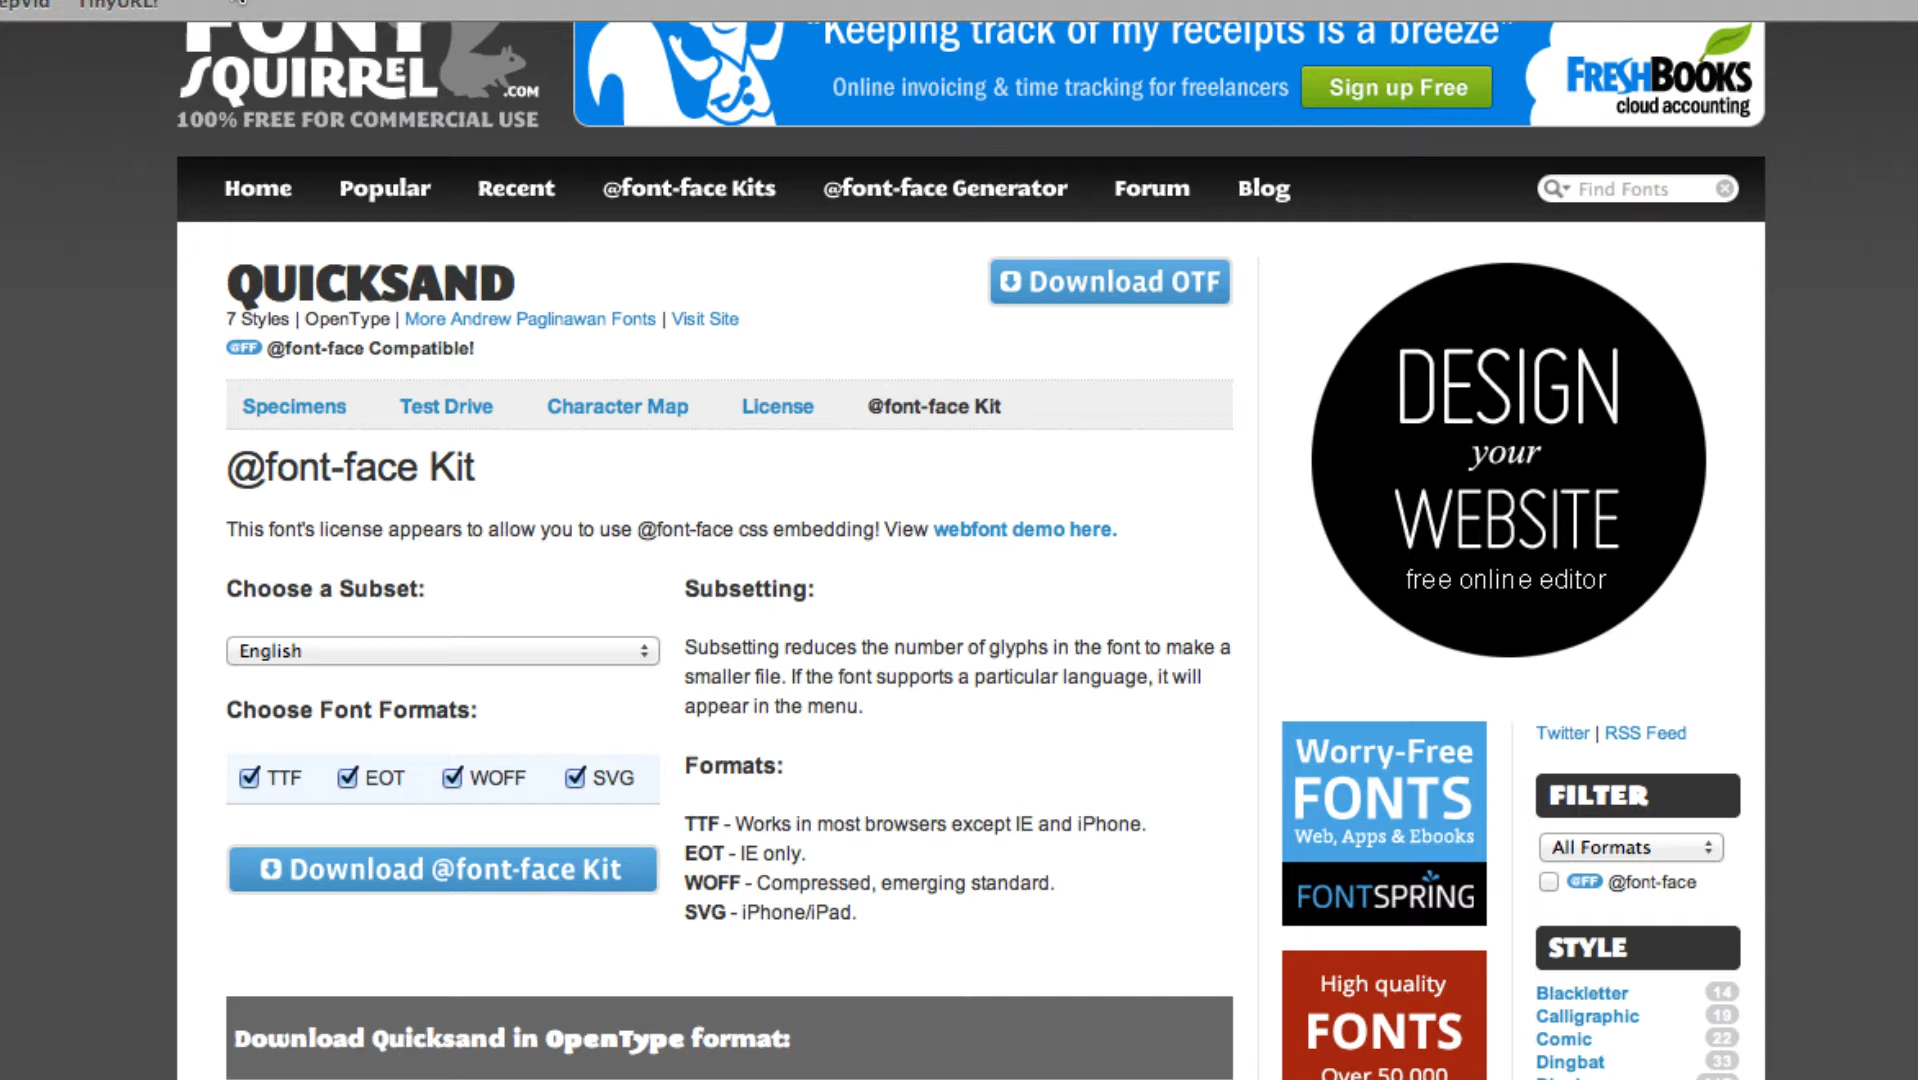 TinyURL!
FONT
SQUIRREL
.COM
100% FREE FOR COMMERCIAL USE
"Keeping track of my receipts is a breeze"
Online invoicing & time tracking for freelancers
Sign up Free
FRESHBOOKS
cloud accounting
Home Popular Recent @font-face Kits @font-face Generator Forum Blog
Find Fonts
QUICKSAND
Download OTF
7 Styles | OpenType | More Andrew Paglinawan Fonts | Visit Site
@FF @font-face Compatible!
Specimens Test Drive Character Map License @font-face Kit
@font-face Kit
This font's license appears to allow you to use @font-face css embedding! View webfont demo here.
Choose a Subset:
English
Choose Font Formats:
TTF EOT WOFF SVG
Download @font-face Kit
Subsetting:
Subsetting reduces the number of glyphs in the font to make a
smaller file. If the font supports a particular language, it will
appear in the menu.
Formats:
TTF - Works in most browsers except IE and iPhone.
EOT - IE only.
WOFF - Compressed, emerging standard.
SVG - iPhone/iPad.
Download Quicksand in OpenType format:
DESIGN
your
WEBSITE
free online editor
Worry-Free
FONTS
Web, Apps & Ebooks
FONTSPRING
High quality
FONTS
Over 50,000
Twitter | RSS Feed
FILTER
All Formats
@FF @font-face
STYLE
Blackletter 14
Calligraphic 19
Comic 22
Dingbat 33